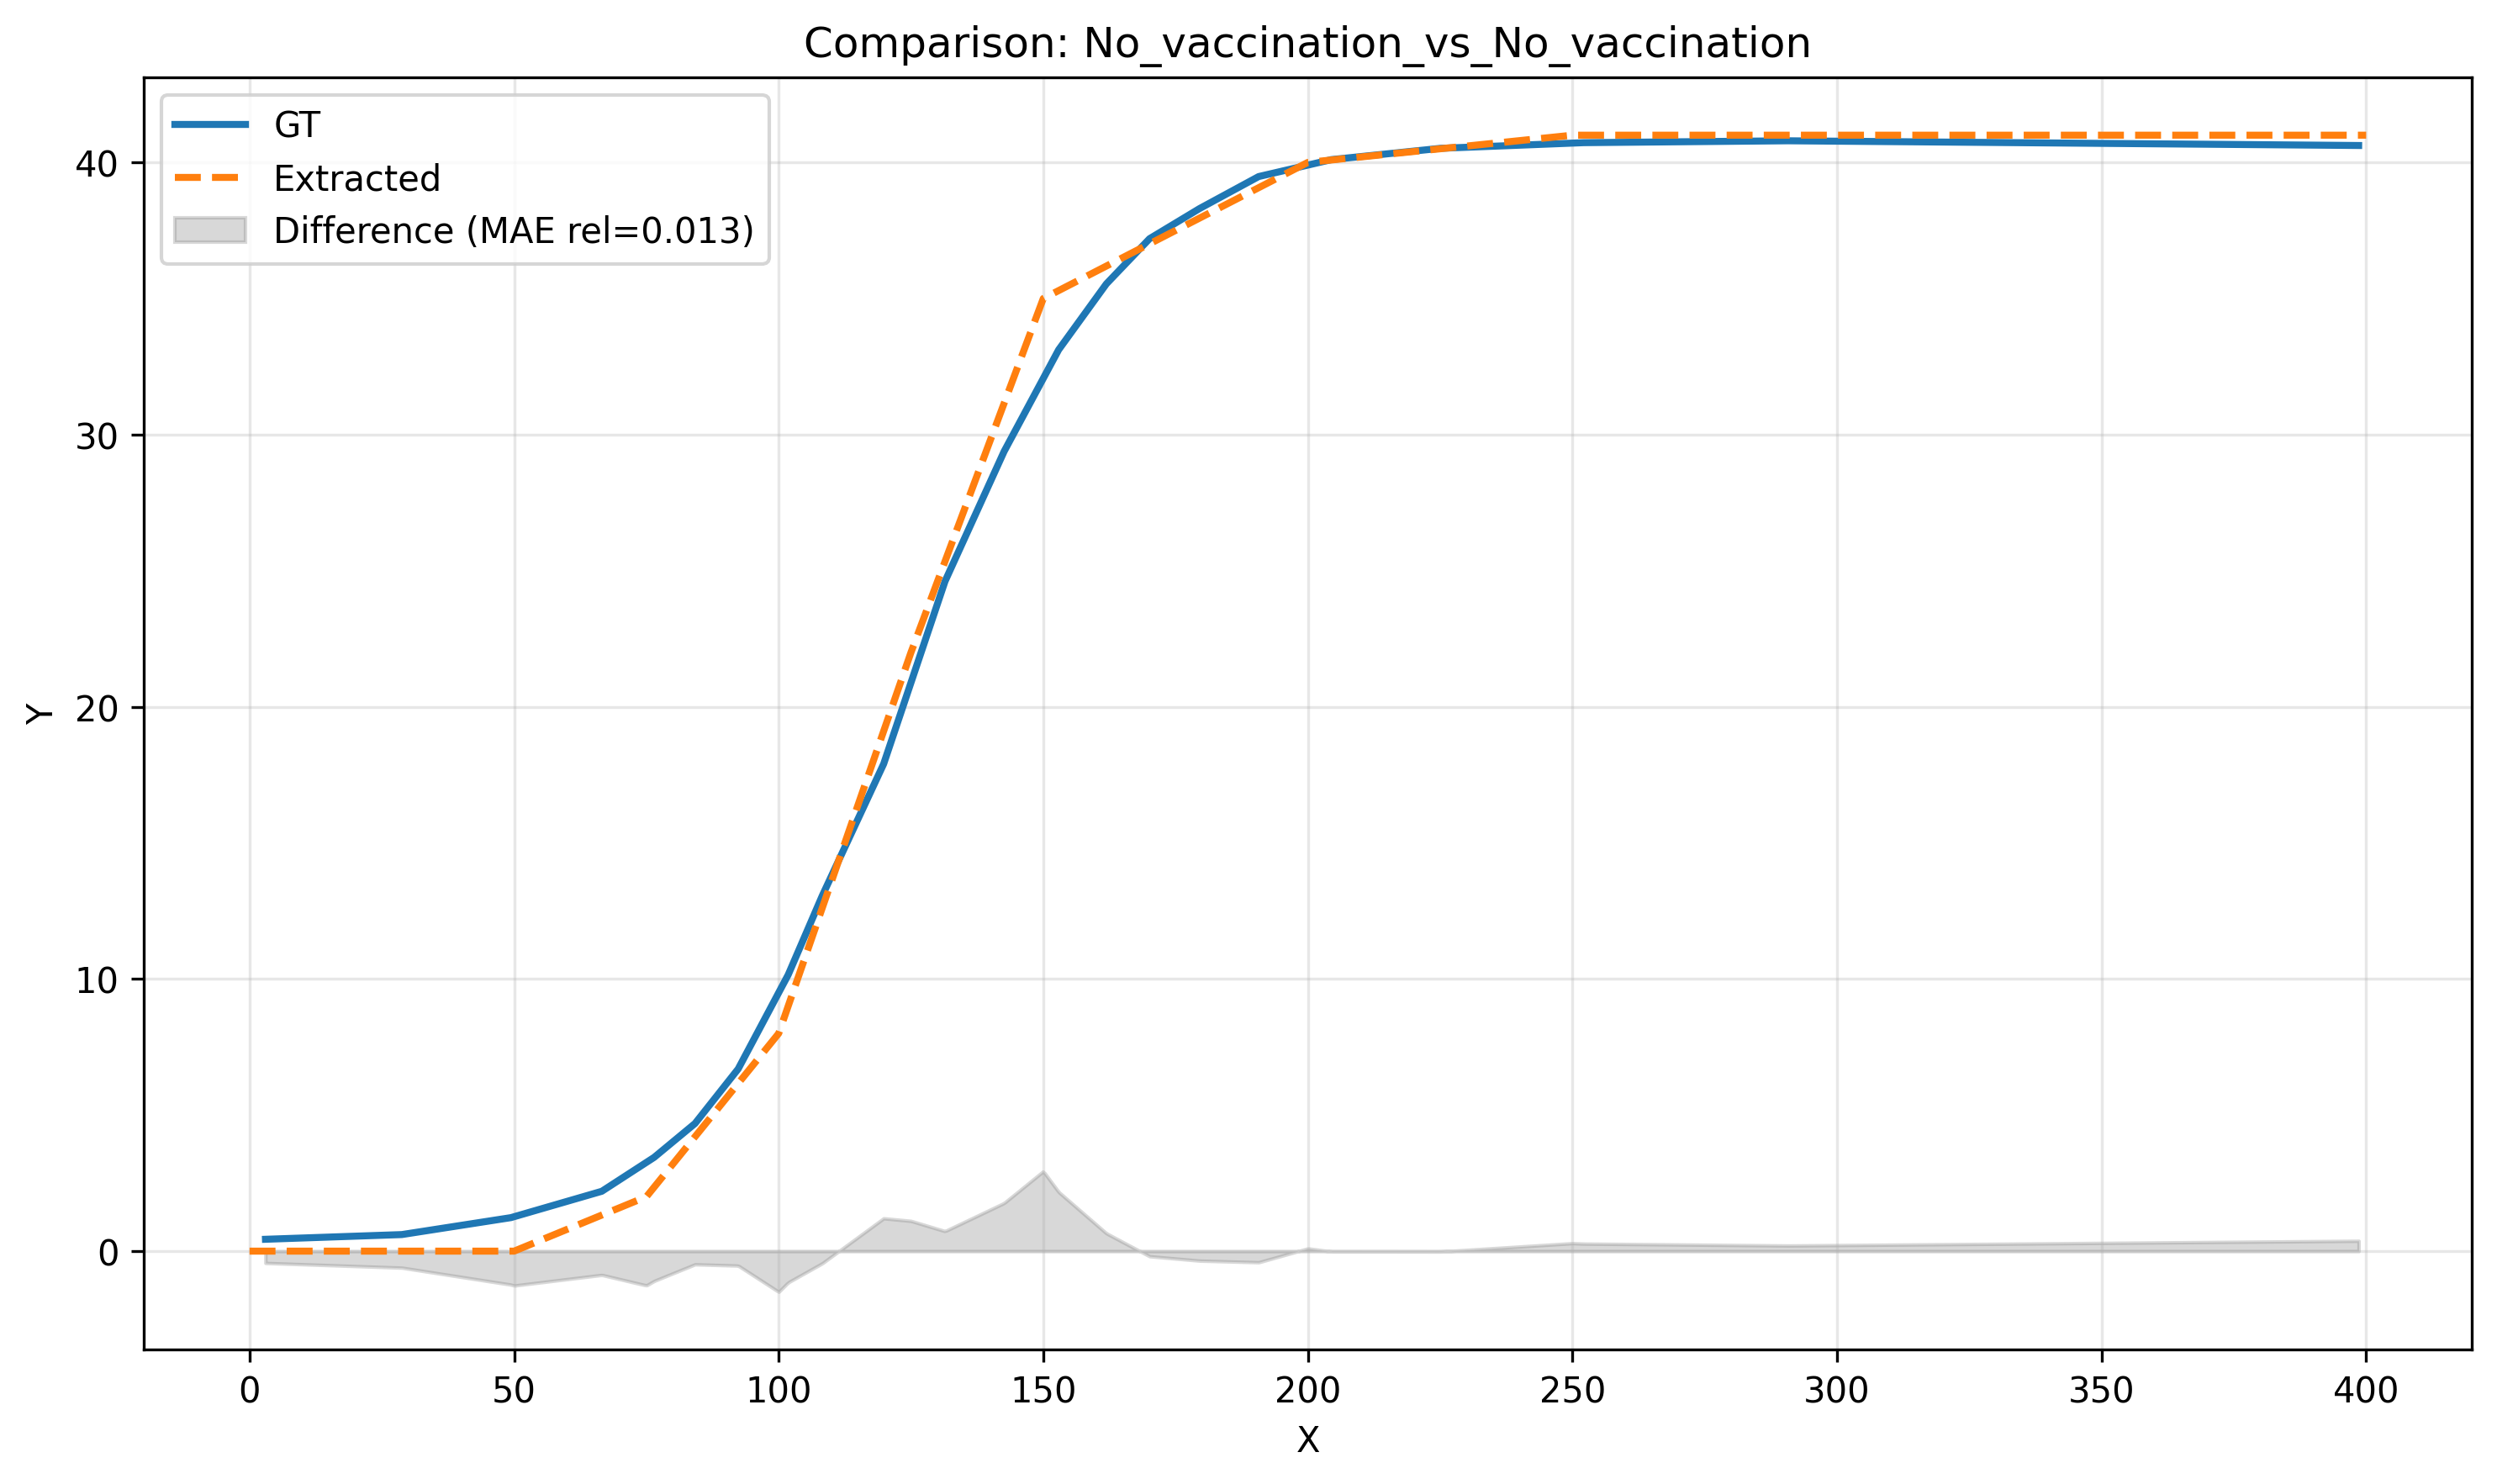 Comparison: No_vaccination_vs_No_vaccination
GT
Extracted
Difference (MAE rel=0.013)
Y
40
30
20
10
0
0 50 100 150 200 250 300 350 400
X